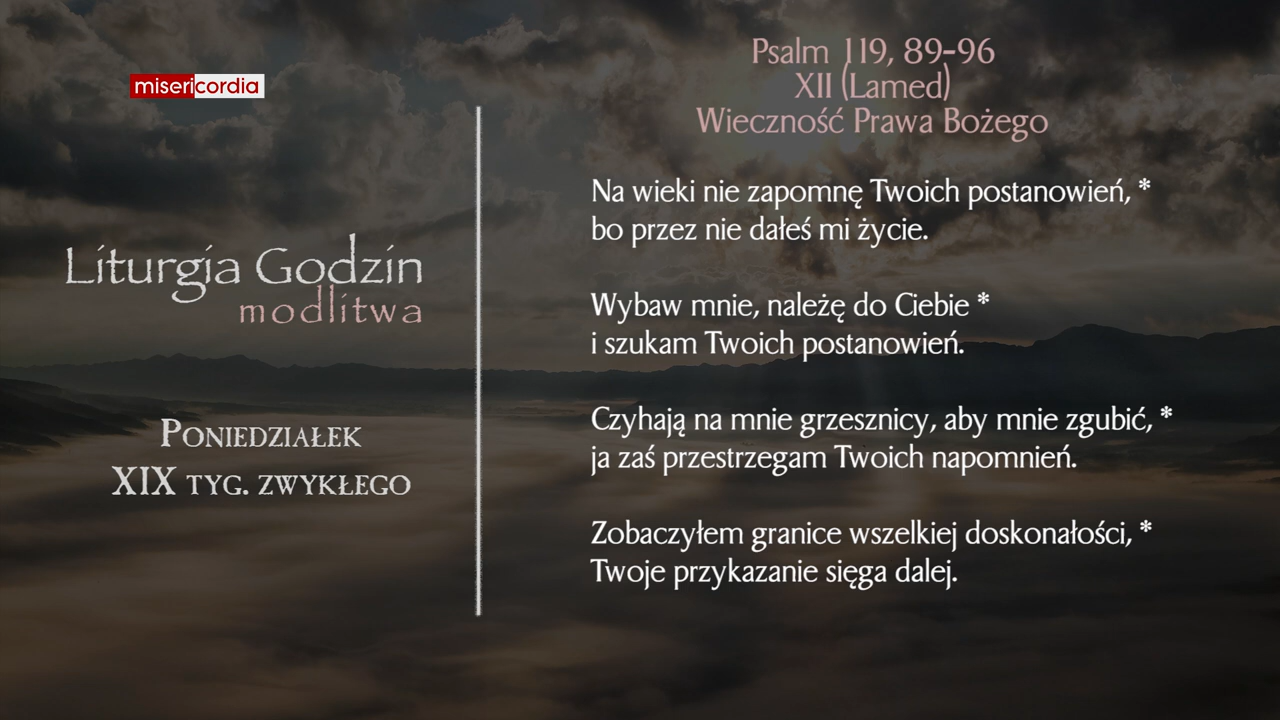 misericordia
Liturgia Godzin
modlitwa
Poniedziałek
XIX tyg. zwykłego
Psalm 119, 89-96
XII (Lamed)
Wieczność Prawa Bożego
Na wieki nie zapomnę Twoich postanowień, *
bo przez nie dałeś mi życie.
Wybaw mnie, należę do Ciebie *
i szukam Twoich postanowień.
Czyhają na mnie grzesznicy, aby mnie zgubić, *
ja zaś przestrzegam Twoich napomnień.
Zobaczyłem granice wszelkiej doskonałości, *
Twoje przykazanie sięga dalej.